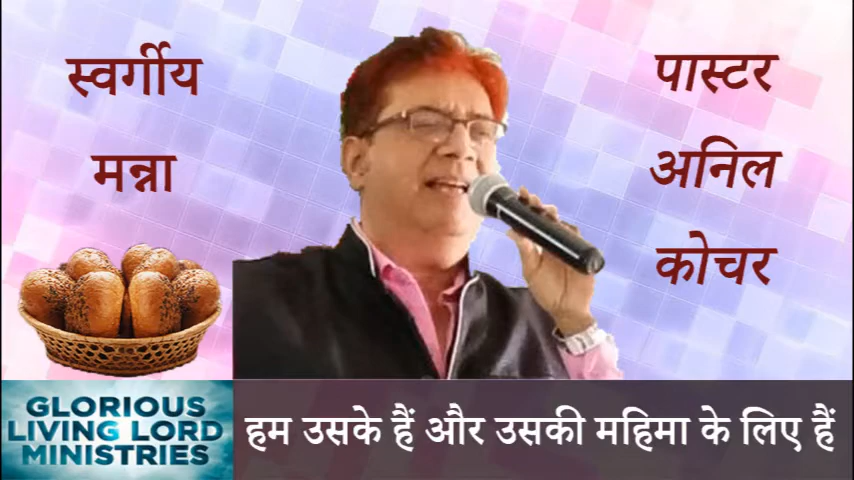 स्वर्गीय
मन्ना
पास्टर
अनिल
कोचर
GLORIOUS
LIVING LORD
MINISTRIES
हम उसके हैं और उसकी महिमा के लिए हैं